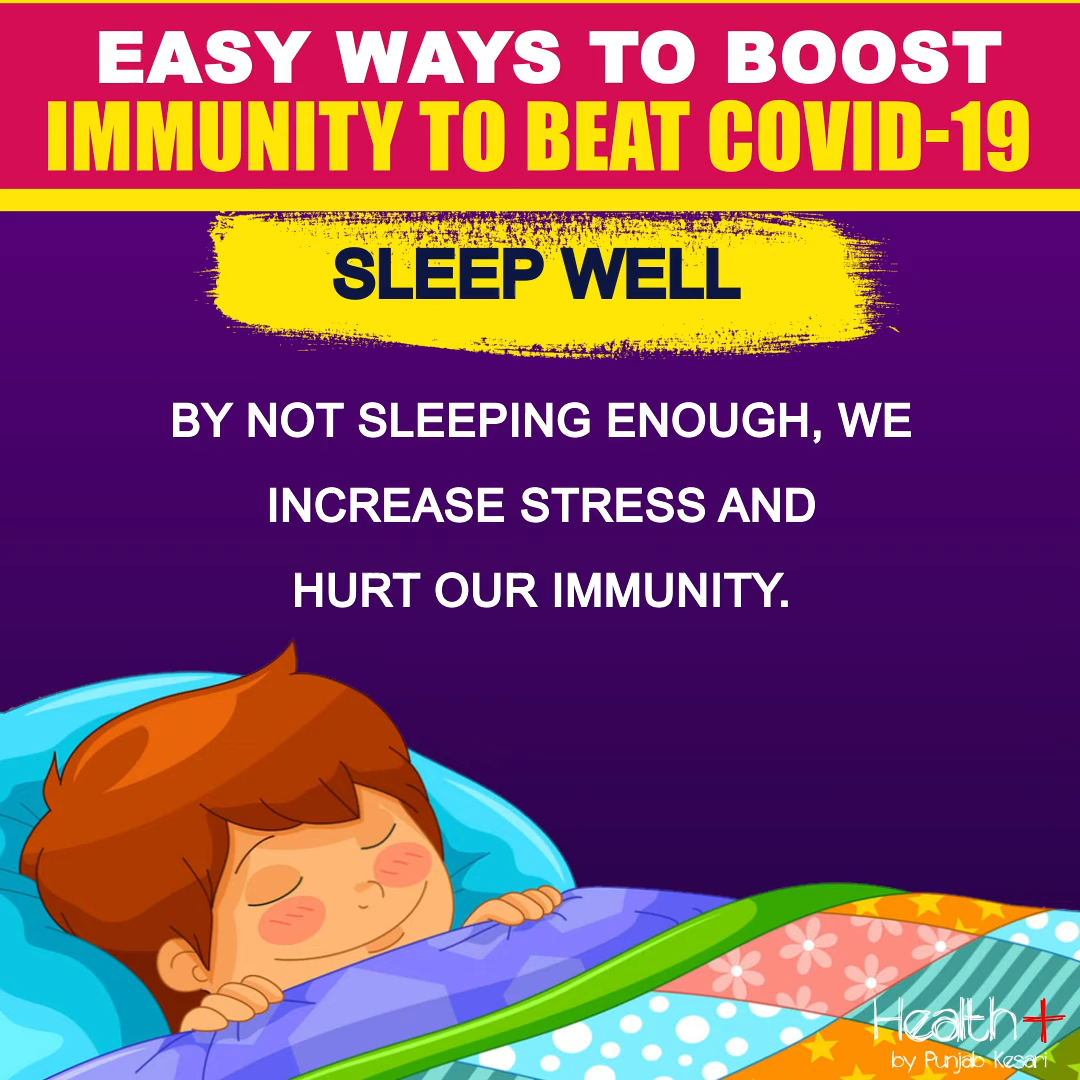 EASY WAYS TO BOOST
IMMUNITY TO BEAT COVID-19
SLEEP WELL
BY NOT SLEEPING ENOUGH, WE
INCREASE STRESS AND
HURT OUR IMMUNITY.
Health+
by Punjab Kesari